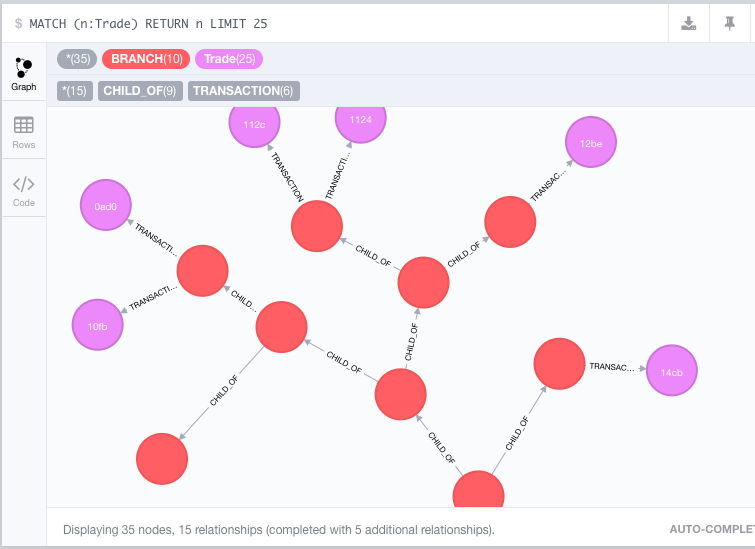 $ MATCH (n:Trade) RETURN n LIMIT 25
*(35) BRANCH(10) Trade(25)
*(15) CHILD_OF(9) TRANSACTION(6)
Graph
Rows
Code
112c
1124
12be
TRANSACTION
TRANSACTI...
TRANSAC...
0ad0
TRANSACTI...
CHILD_OF
CHILD_OF
TRANSACTI...
CHILD...
10fb
CHILD_OF
CHILD_OF
TRANSAC...
14cb
CHILD_OF
CHILD_OF
CHILD_OF
Displaying 35 nodes, 15 relationships (completed with 5 additional relationships).
AUTO-COMPLET